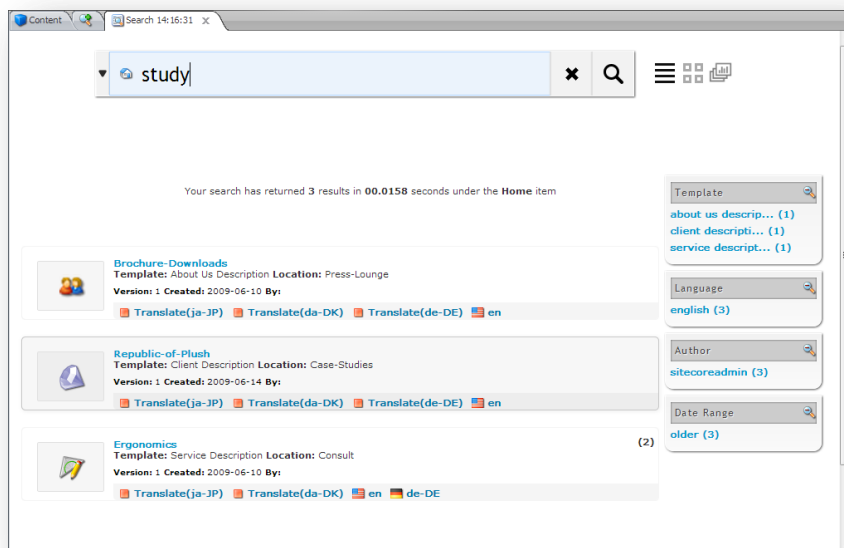 Content
Search 14:16:31 x
study
Your search has returned 3 results in 00.0158 seconds under the Home item
Brochure-Downloads
Template: About Us Description Location: Press-Lounge
Version: 1 Created: 2009-06-10 By:
Translate(ja-JP) Translate(da-DK) Translate(de-DE) en
Republic-of-Plush
Template: Client Description Location: Case-Studies
Version: 1 Created: 2009-06-14 By:
Translate(ja-JP) Translate(da-DK) Translate(de-DE) en
Ergonomics (2)
Template: Service Description Location: Consult
Version: 1 Created: 2009-06-10 By:
Translate(ja-JP) Translate(da-DK) en de-DE
Template
about us descrip... (1)
client descripti... (1)
service descript... (1)
Language
english (3)
Author
sitecoreadmin (3)
Date Range
older (3)